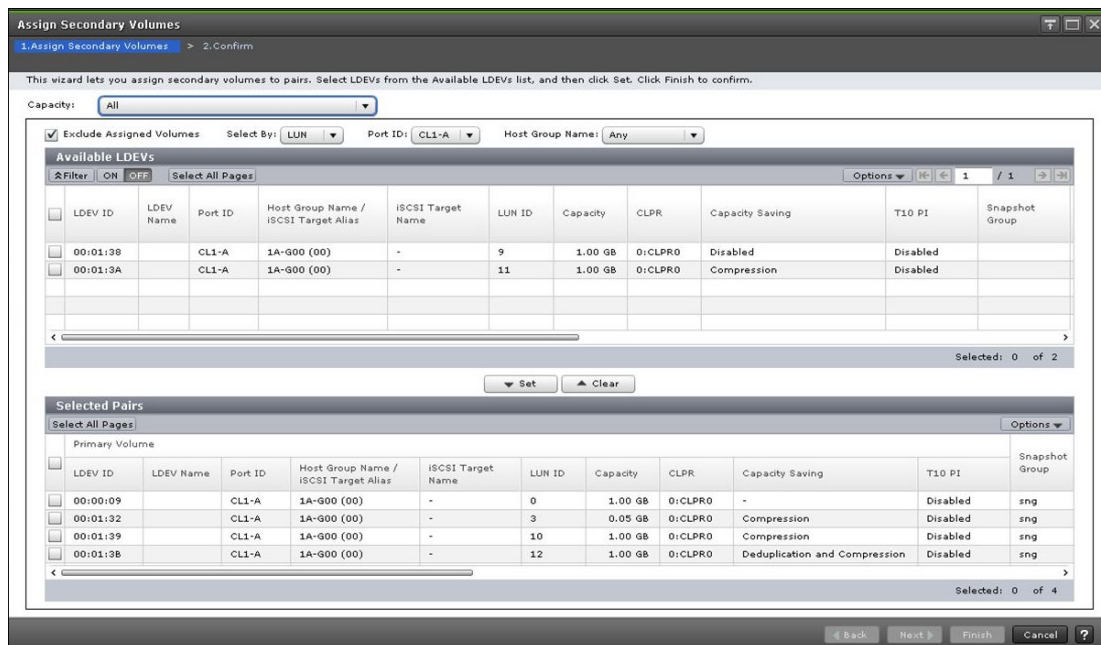 Assign Secondary Volumes
1.Assign Secondary Volumes > 2.Confirm
This wizard lets you assign secondary volumes to pairs. Select LDEVs from the Available LDEVs list, and then click Set. Click Finish to confirm.
Capacity: All
Exclude Assigned Volumes Select By: LUN Port ID: CL1-A Host Group Name: Any
Available LDEVs
Filter ON OFF Select All Pages Options 1 / 1
LDEV ID LDEV Name Port ID Host Group Name / iSCSI Target Alias iSCSI Target Name LUN ID Capacity CLPR Capacity Saving T10 PI Snapshot Group
00:01:38 CL1-A 1A-G00 (00) - 9 1.00 GB 0:CLPR0 Disabled Disabled
00:01:3A CL1-A 1A-G00 (00) - 11 1.00 GB 0:CLPR0 Compression Disabled
Selected: 0 of 2
Set Clear
Selected Pairs
Select All Pages Options
Primary Volume
LDEV ID LDEV Name Port ID Host Group Name / iSCSI Target Alias iSCSI Target Name LUN ID Capacity CLPR Capacity Saving T10 PI Snapshot Group
00:00:09 CL1-A 1A-G00 (00) - 0 1.00 GB 0:CLPR0 - Disabled sng
00:01:32 CL1-A 1A-G00 (00) - 3 0.05 GB 0:CLPR0 Compression Disabled sng
00:01:39 CL1-A 1A-G00 (00) - 10 1.00 GB 0:CLPR0 Compression Disabled sng
00:01:3B CL1-A 1A-G00 (00) - 12 1.00 GB 0:CLPR0 Deduplication and Compression Disabled sng
Selected: 0 of 4
Back Next Finish Cancel ?